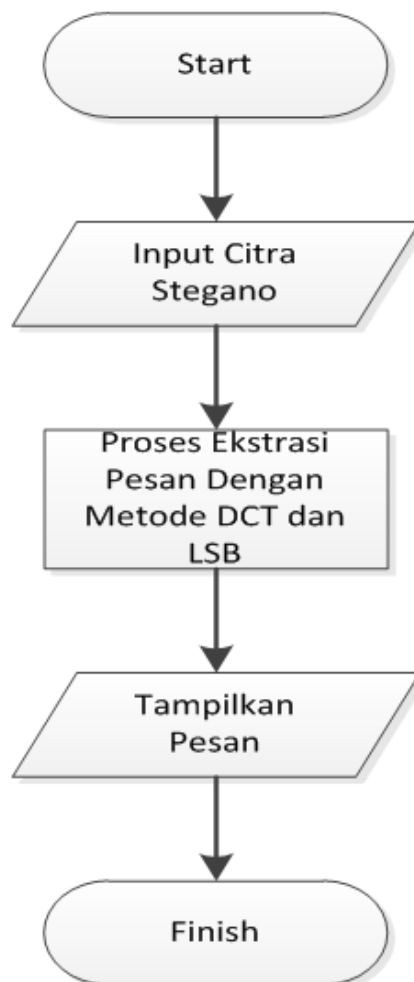 Start
Input Citra
Stegano
Proses Ekstrasi
Pesan Dengan
Metode DCT dan
LSB
Tampilkan
Pesan
Finish